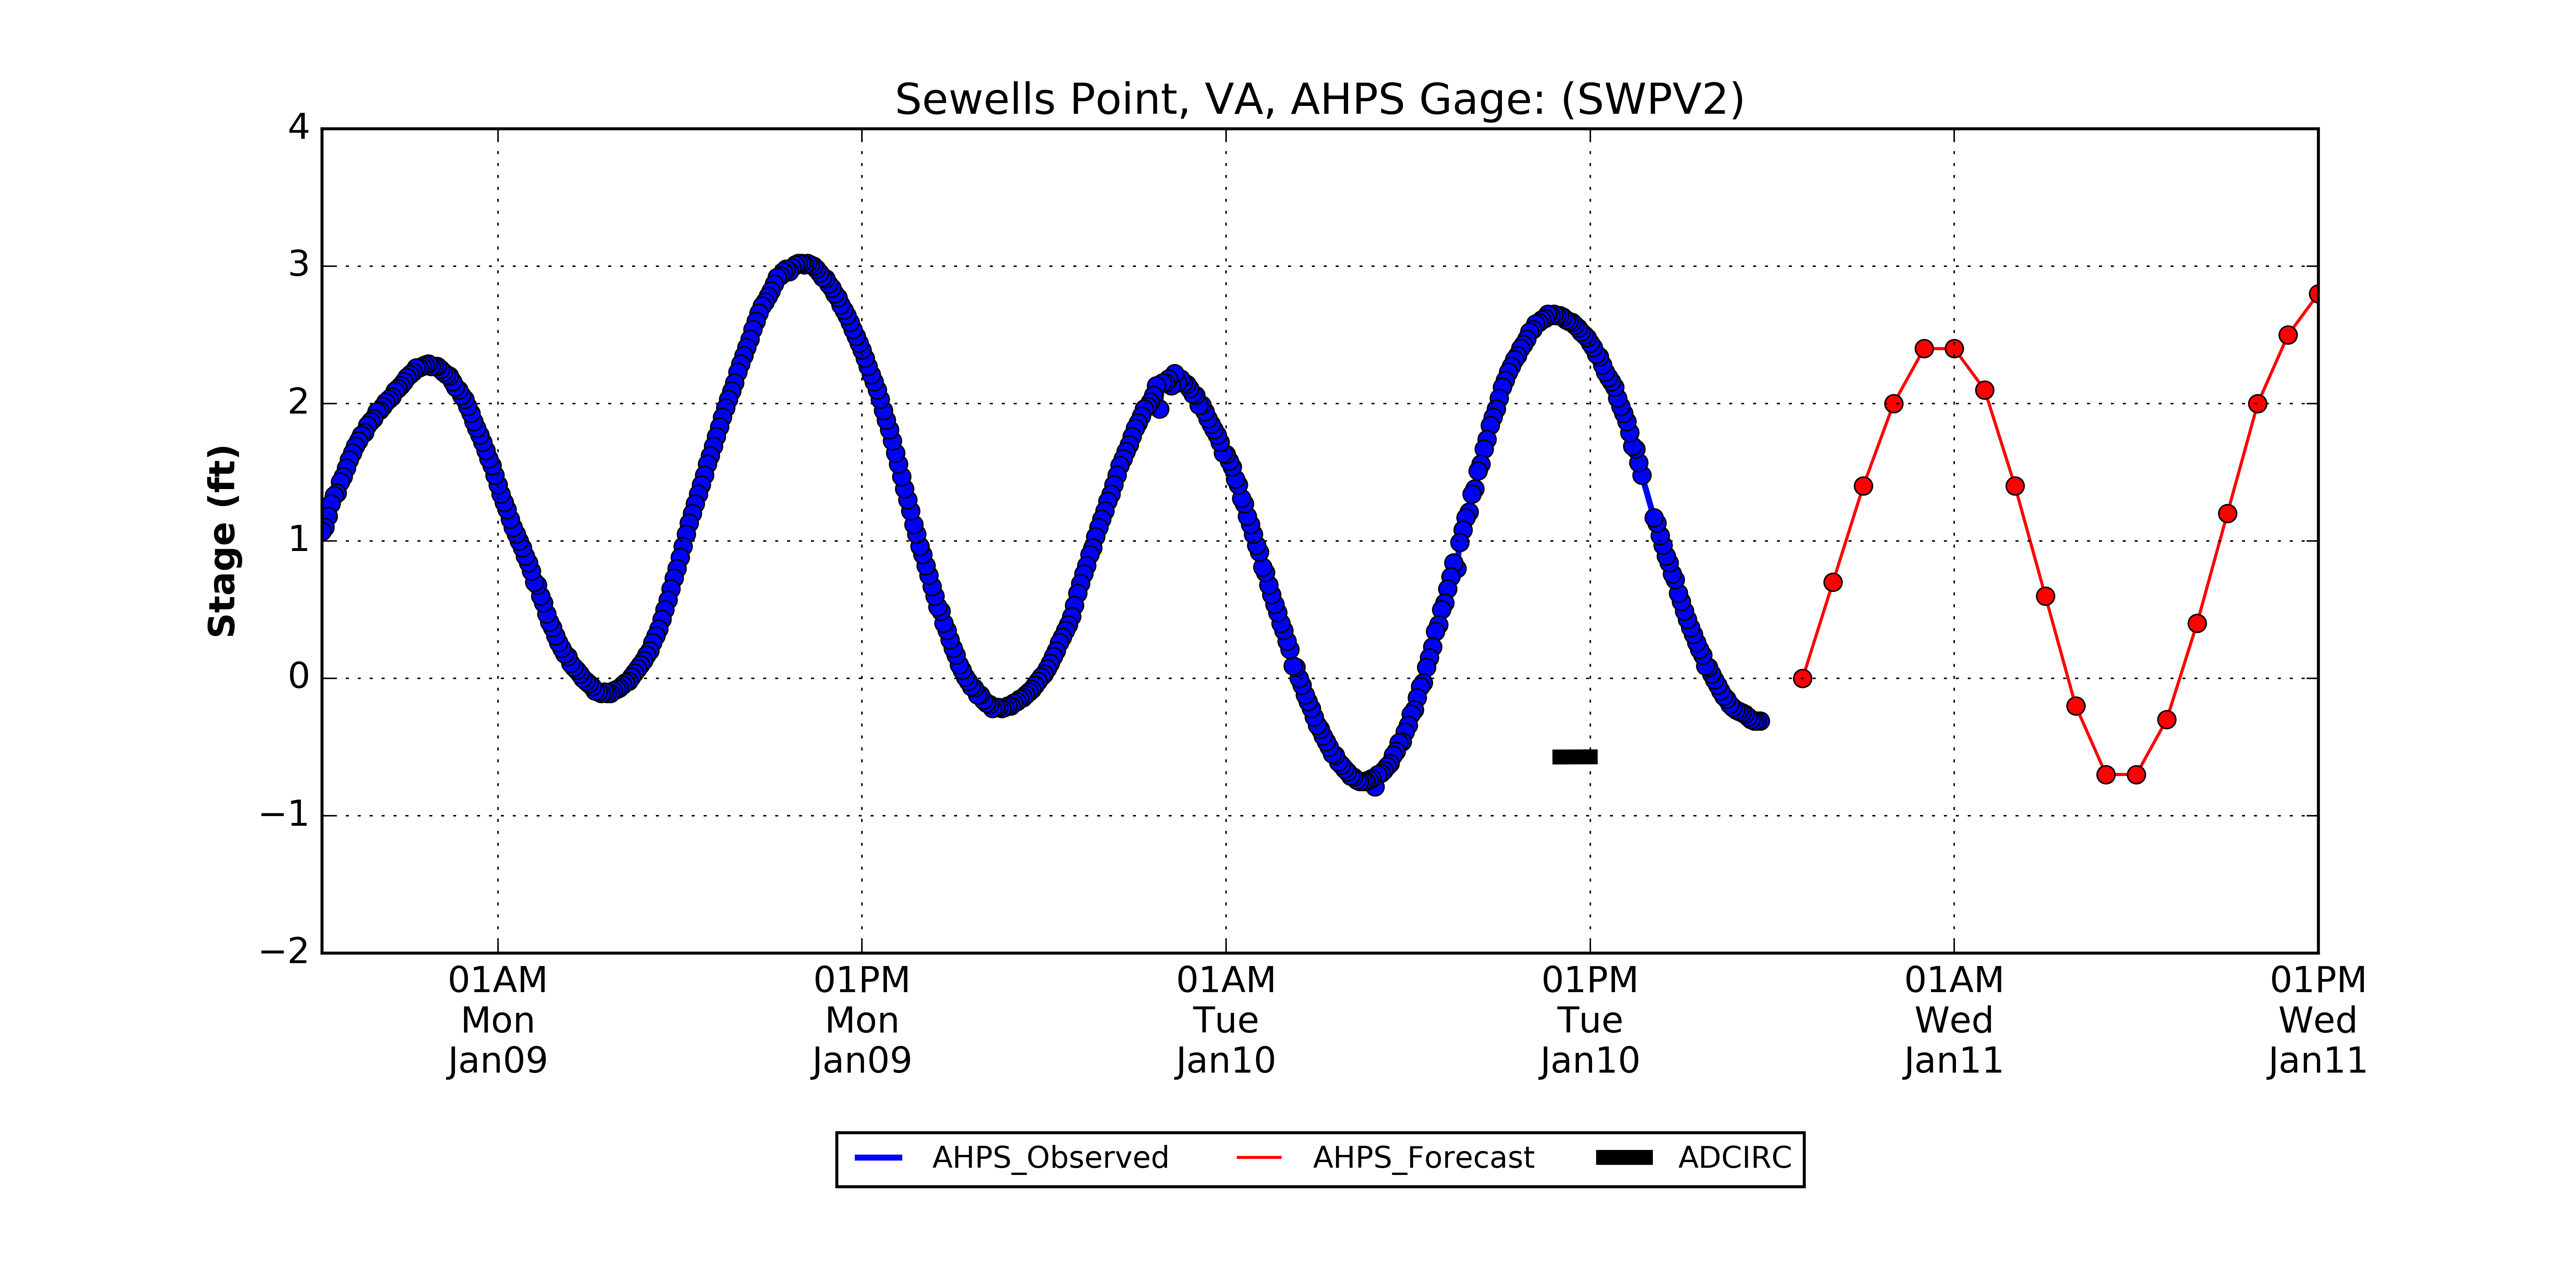 Sewells Point, VA, AHPS Gage: (SWPV2)
4
3
2
1
0
−1
−2
Stage (ft)
01AM Mon Jan09
01PM Mon Jan09
01AM Tue Jan10
01PM Tue Jan10
01AM Wed Jan11
01PM Wed Jan11
AHPS_Observed
AHPS_Forecast
ADCIRC